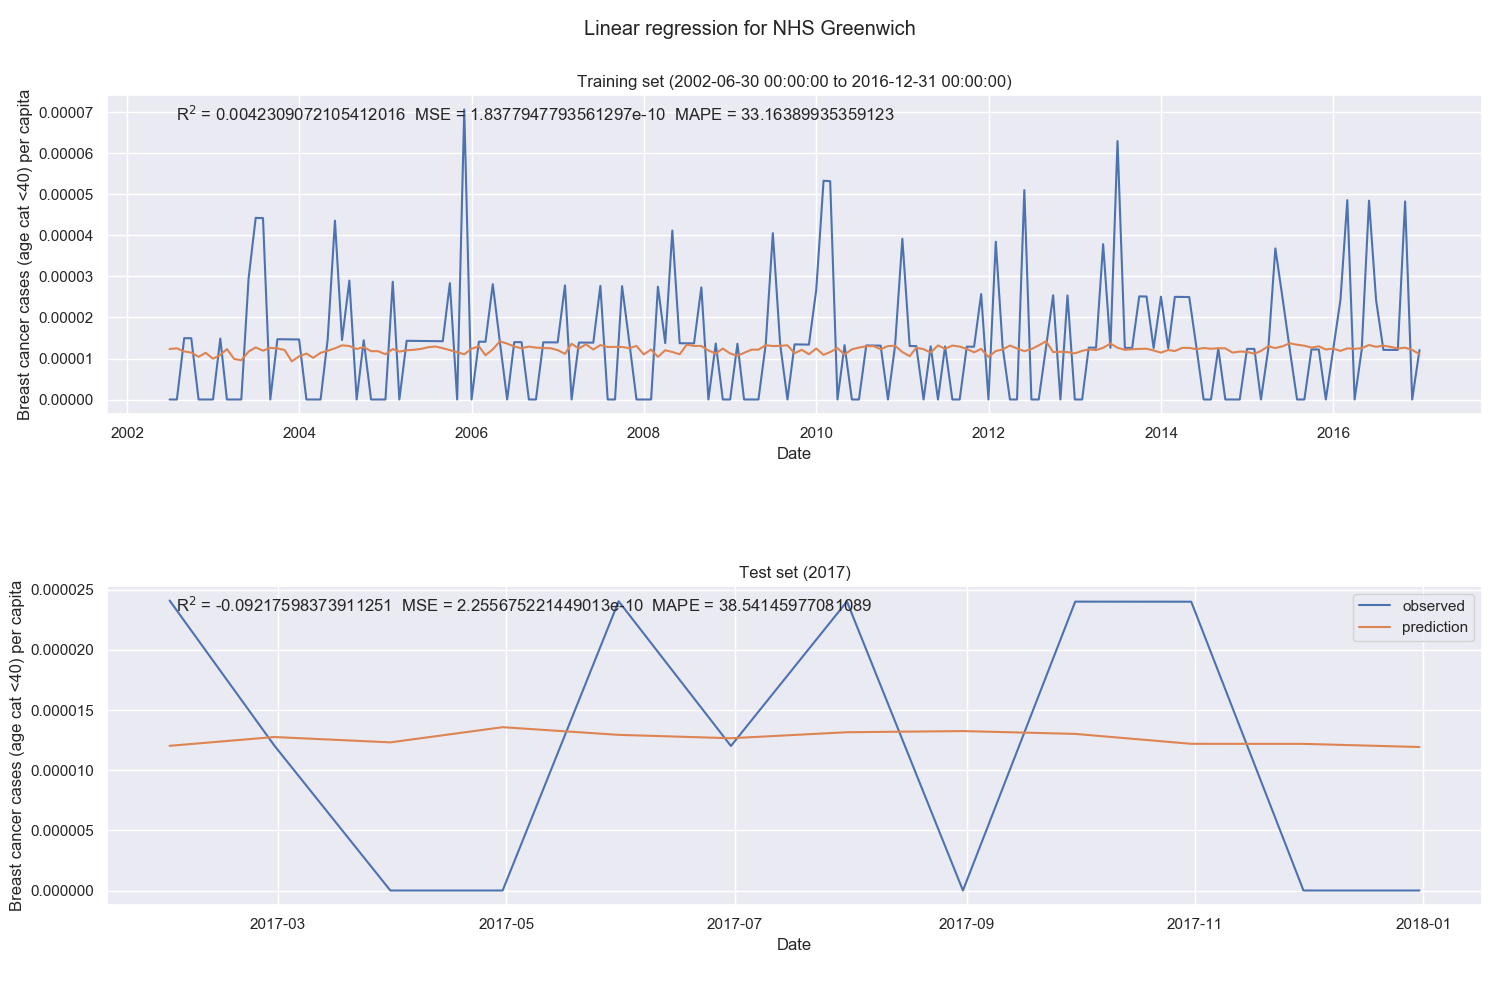 Linear regression for NHS Greenwich
Training set (2002-06-30 00:00:00 to 2016-12-31 00:00:00)
R² = 0.0042309072105412016 MSE = 1.8377947793561297e-10 MAPE = 33.16389935359123
Breast cancer cases (age cat <40) per capita
0.00007
0.00006
0.00005
0.00004
0.00003
0.00002
0.00001
0.00000
2002 2004 2006 2008 2010 2012 2014 2016
Date
Test set (2017)
R² = -0.09217598373911251 MSE = 2.255675221449013e-10 MAPE = 38.54145977081089
observed
prediction
Breast cancer cases (age cat <40) per capita
0.000025
0.000020
0.000015
0.000010
0.000005
0.000000
2017-03 2017-05 2017-07 2017-09 2017-11 2018-01
Date